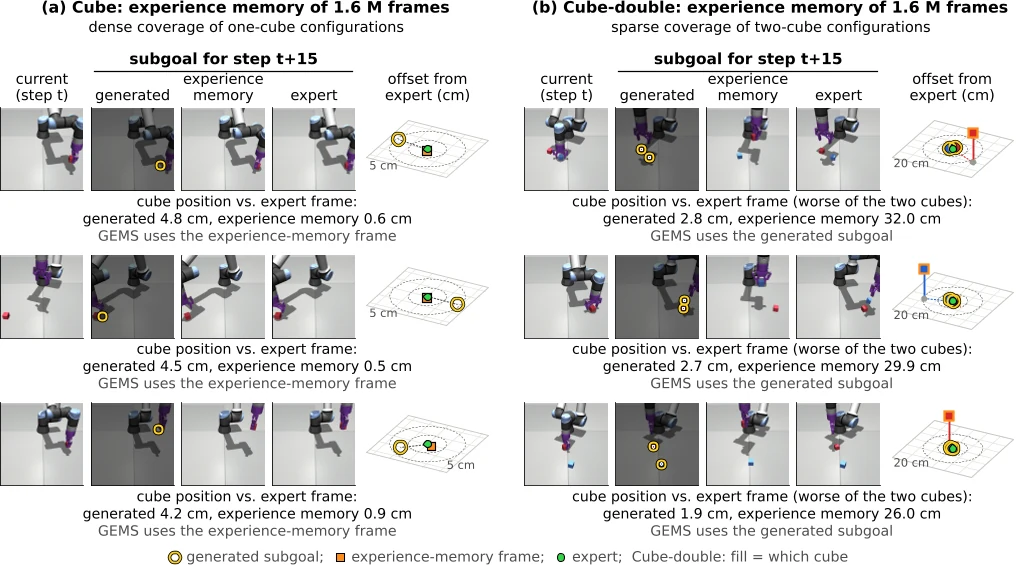 (a) Cube: experience memory of 1.6 M frames
dense coverage of one-cube configurations
subgoal for step t+15
current (step t)
generated
experience memory
expert
offset from expert (cm)
5 cm
cube position vs. expert frame:
generated 4.8 cm, experience memory 0.6 cm
GEMS uses the experience-memory frame
5 cm
cube position vs. expert frame:
generated 4.5 cm, experience memory 0.5 cm
GEMS uses the experience-memory frame
5 cm
cube position vs. expert frame:
generated 4.2 cm, experience memory 0.9 cm
GEMS uses the experience-memory frame
(b) Cube-double: experience memory of 1.6 M frames
sparse coverage of two-cube configurations
subgoal for step t+15
current (step t)
generated
experience memory
expert
offset from expert (cm)
20 cm
cube position vs. expert frame (worse of the two cubes):
generated 2.8 cm, experience memory 32.0 cm
GEMS uses the generated subgoal
20 cm
cube position vs. expert frame (worse of the two cubes):
generated 2.7 cm, experience memory 29.9 cm
GEMS uses the generated subgoal
20 cm
cube position vs. expert frame (worse of the two cubes):
generated 1.9 cm, experience memory 26.0 cm
GEMS uses the generated subgoal
generated subgoal; experience-memory frame; expert; Cube-double: fill = which cube